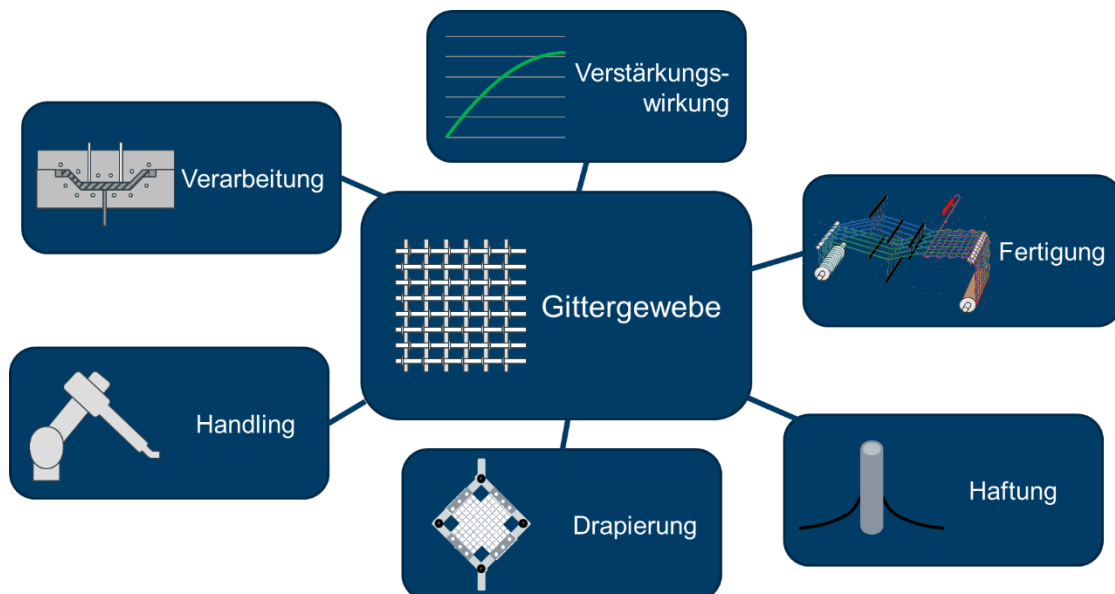 Verstärkungs-
wirkung
Verarbeitung
Fertigung
Gittergewebe
Handling
Haftung
Drapierung